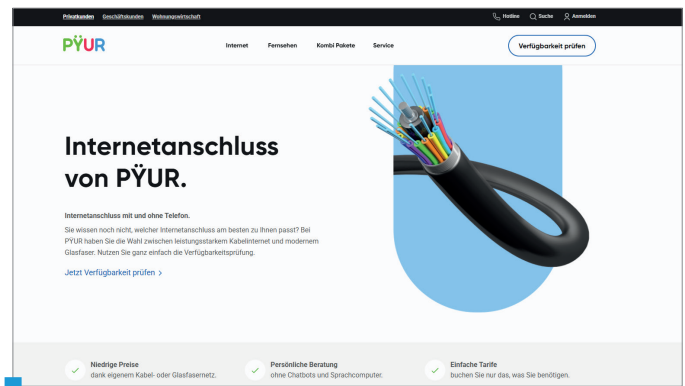 Privatkunden Geschäftskunden Wohnungswirtschaft Hotline Suche Anmelden
PŸUR Internet Fernsehen Kombi Pakete Service Verfügbarkeit prüfen
Internetanschluss
von PŸUR.
Internetanschluss mit und ohne Telefon.
Sie wissen noch nicht, welcher Internetanschluss am besten zu Ihnen passt? Bei
PŸUR haben Sie die Wahl zwischen leistungsstarkem Kabelinternet und modernem
Glasfaser. Nutzen Sie ganz einfach die Verfügbarkeitsprüfung.
Jetzt Verfügbarkeit prüfen >
Niedrige Preise
dank eigenem Kabel- oder Glasfasernetz.
Persönliche Beratung
ohne Chatbots und Sprachcomputer.
Einfache Tarife
buchen Sie nur das, was Sie benötigen.